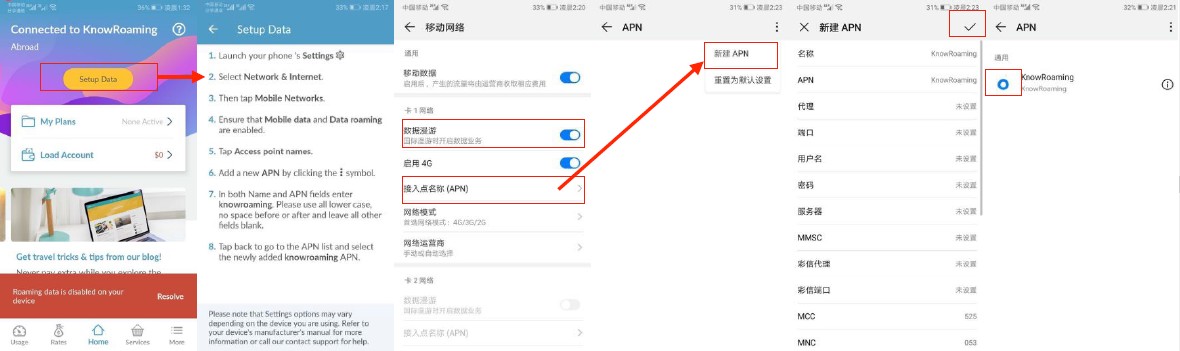 中国移动
中国移动
36% 凌晨1:32
Connected to KnowRoaming
Abroad
Setup Data
My Plans
None Active
Load Account
$0
Get travel tricks & tips from our blog!
Never pay extra while you explore the
Roaming data is disabled on your
device
Resolve
Usage
Rates
Home
Services
More
33% 凌晨2:17
Setup Data
1. Launch your phone 's Settings
2. Select Network & Internet.
3. Then tap Mobile Networks.
4. Ensure that Mobile data and Data roaming
are enabled.
5. Tap Access point names.
6. Add a new APN by clicking the symbol.
7. In both Name and APN fields enter
knowroaming. Please use all lower case,
no space before or after and leave all other
fields blank.
8. Tap back to go to the APN list and select
the newly added knowroaming APN.
Please note that Settings options may vary
depending on the device you are using. Refer to
your device's manufacturer's manual for more
information or call our contact support for help.
中国移动
33% 凌晨2:20
移动网络
通用
移动数据
启用后，产生的流量将由运营商收取相应费用
卡 1 网络
数据漫游
国际漫游时开启数据业务
启用 4G
接入点名称 (APN)
网络模式
首选网络模式：4G/3G/2G
网络运营商
手动或自动选择
卡 2 网络
数据漫游
国际漫游时开启数据业务
接入点名称 (APN)
中国移动
31% 凌晨2:23
APN
新建 APN
重置为默认设置
中国移动
31% 凌晨2:23
新建 APN
名称
KnowRoaming
APN
KnowRoaming
代理
未设置
端口
未设置
用户名
未设置
密码
未设置
服务器
未设置
MMSC
未设置
彩信代理
未设置
彩信端口
未设置
MCC
525
MNC
053
中国移动
32% 凌晨2:21
APN
通用
KnowRoaming
KnowRoaming